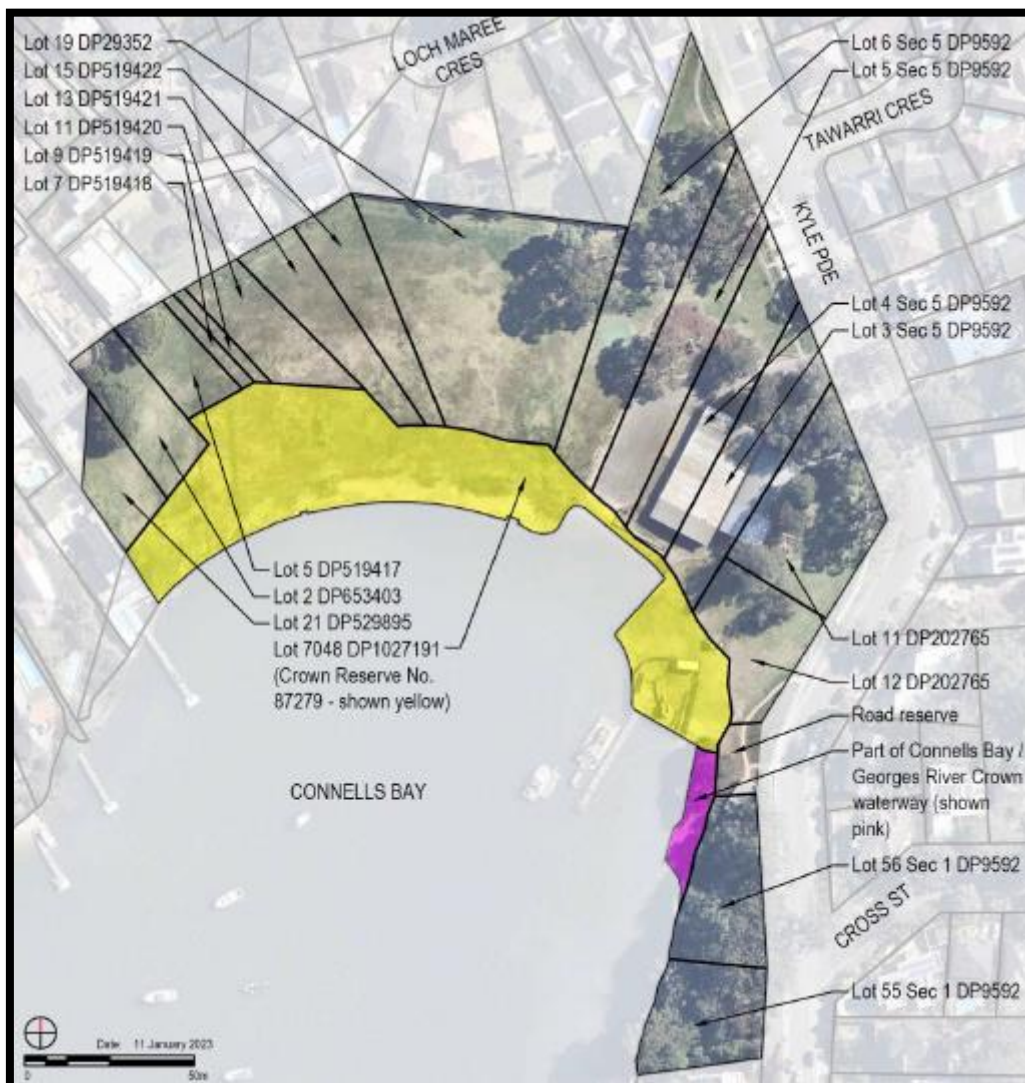 Lot 19 DP29352
Lot 15 DP519422
Lot 13 DP519421
Lot 11 DP519420
Lot 9 DP519419
Lot 7 DP519418
LOCH MAREE
CRES
Lot 6 Sec 5 DP9592
Lot 5 Sec 5 DP9592
TAWARRI CRES
KYLE PDE
Lot 4 Sec 5 DP9592
Lot 3 Sec 5 DP9592
Lot 5 DP519417
Lot 2 DP653403
Lot 21 DP529895
Lot 7048 DP1027191
(Crown Reserve No.
87279 - shown yellow)
Lot 11 DP202765
Lot 12 DP202765
Road reserve
Part of Connells Bay /
Georges River Crown
waterway (shown
pink)
CONNELLS BAY
Lot 56 Sec 1 DP9592
CROSS ST
Lot 55 Sec 1 DP9592
Date: 11 January 2023
0 50m